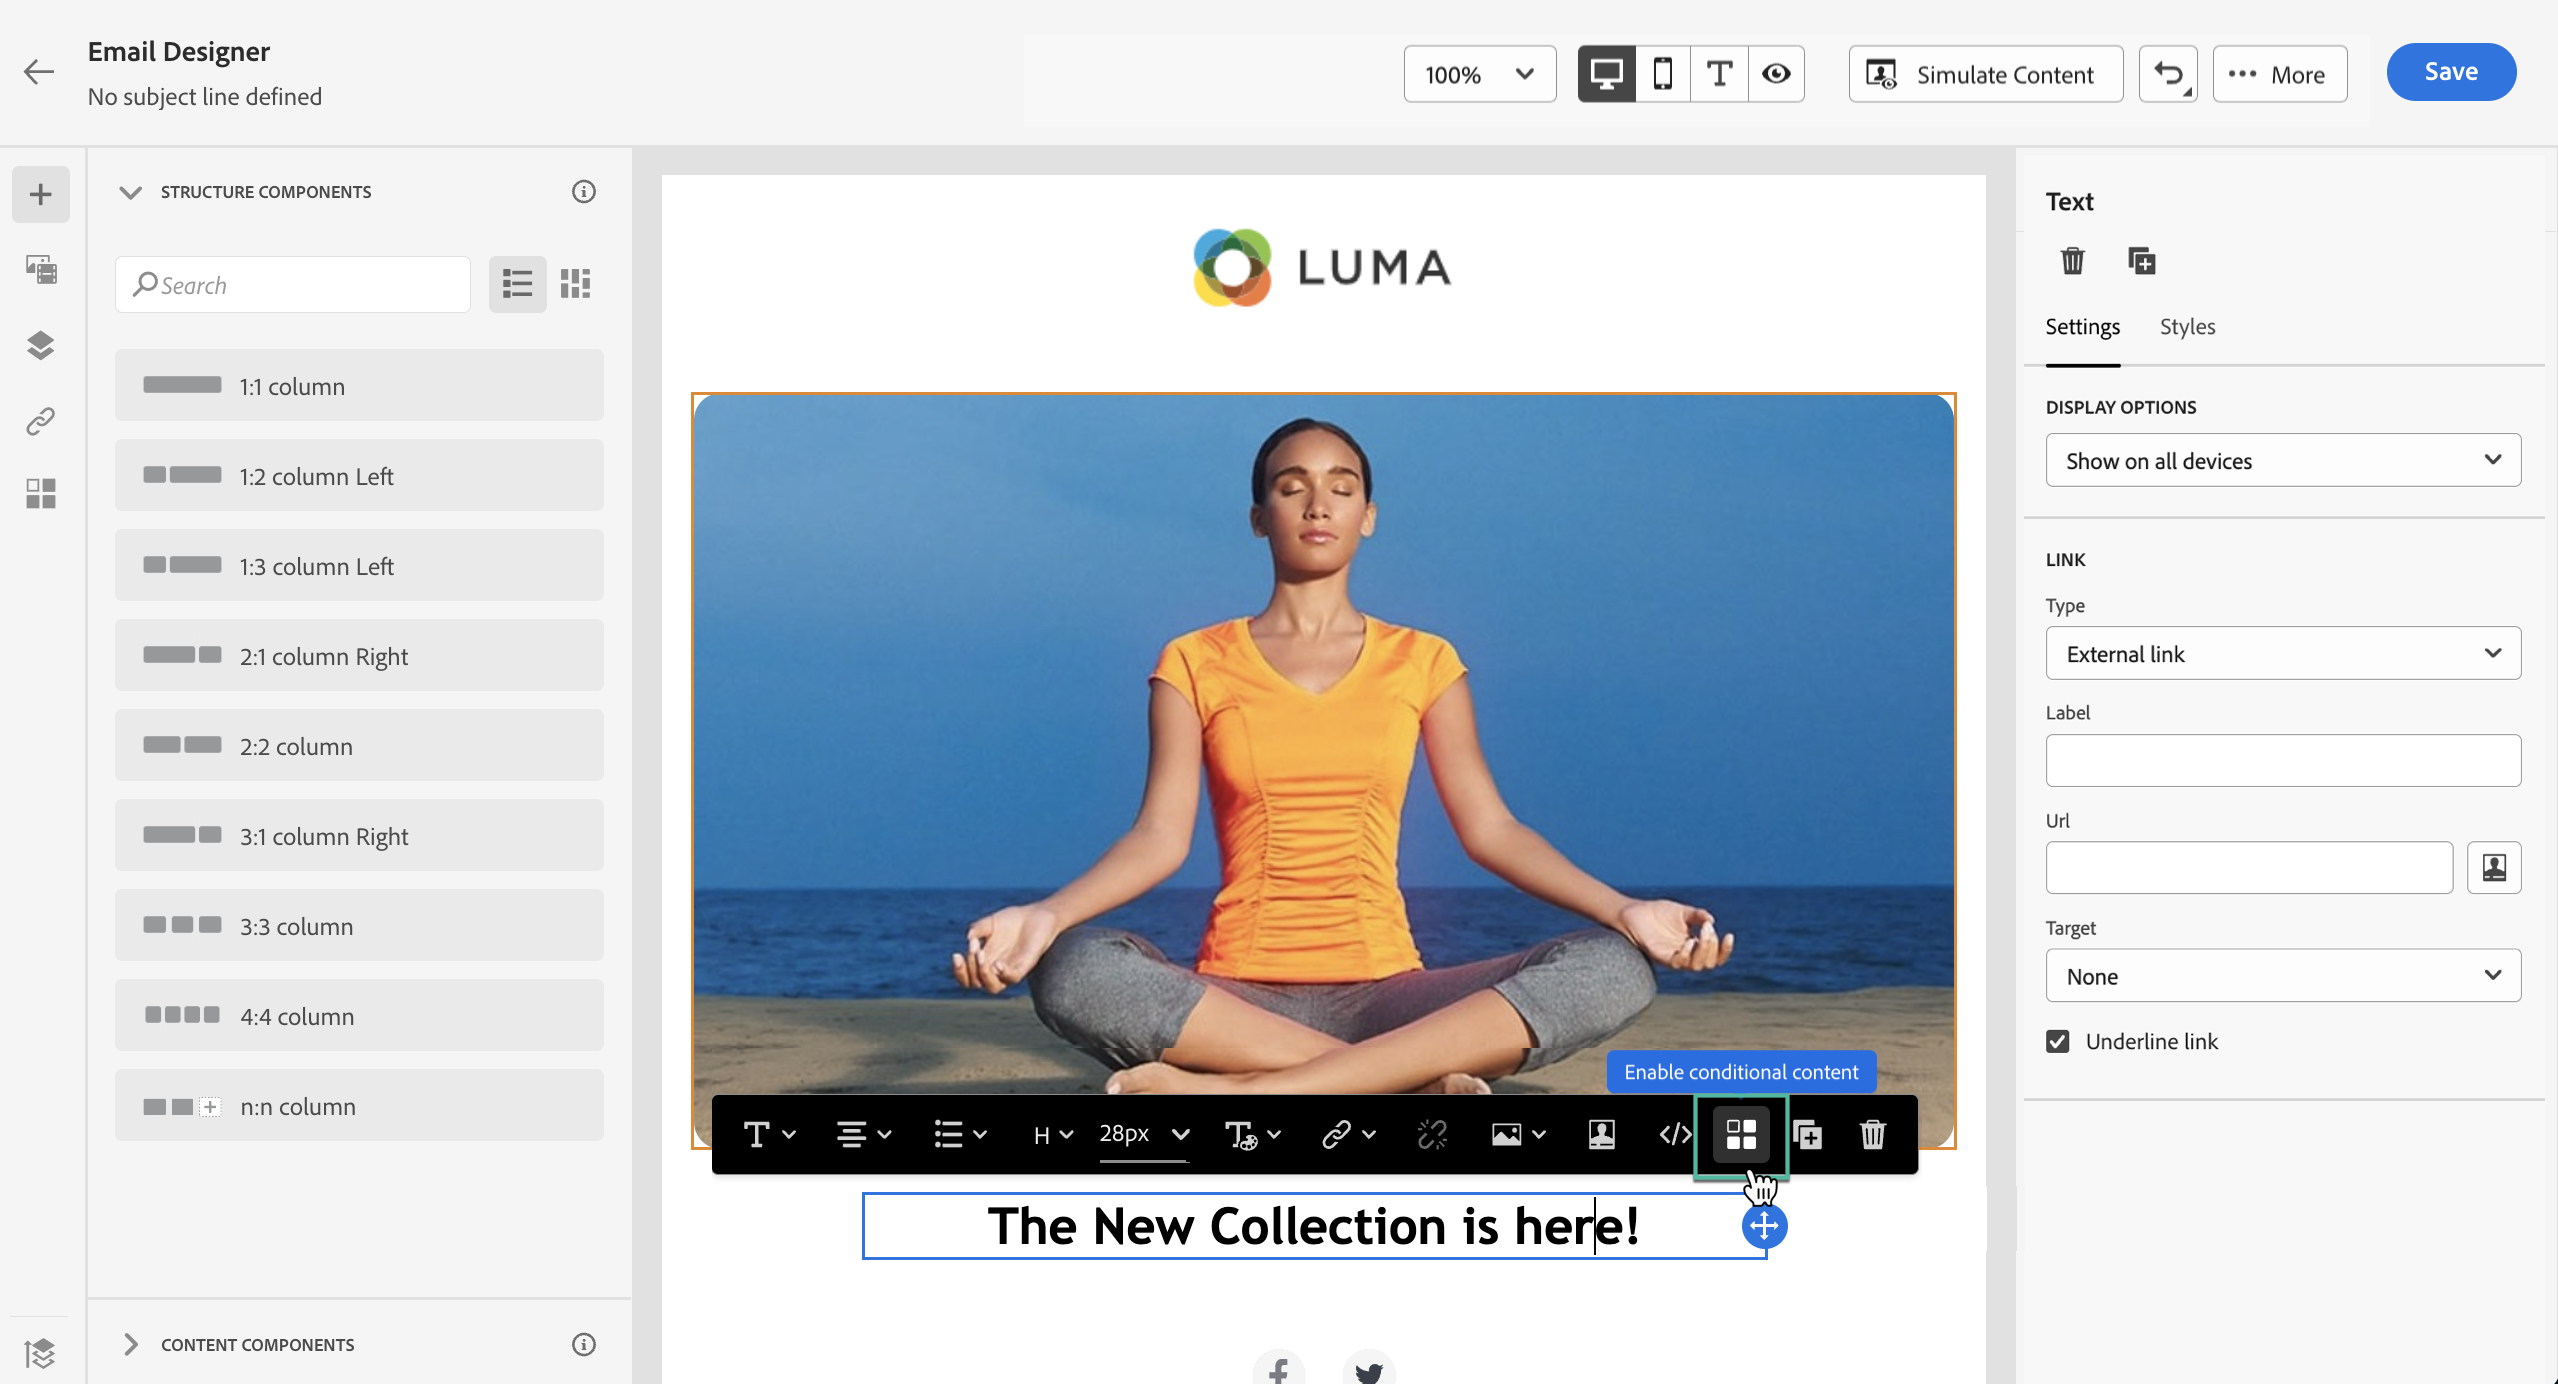 Email Designer
No subject line defined
100%
Simulate Content
More
Save
STRUCTURE COMPONENTS
Search
1:1 column
1:2 column Left
1:3 column Left
2:1 column Right
2:2 column
3:1 column Right
3:3 column
4:4 column
n:n column
CONTENT COMPONENTS
LUMA
Enable conditional content
H
28px
The New Collection is here!
Text
Settings
Styles
DISPLAY OPTIONS
Show on all devices
LINK
Type
External link
Label
Url
Target
None
Underline link